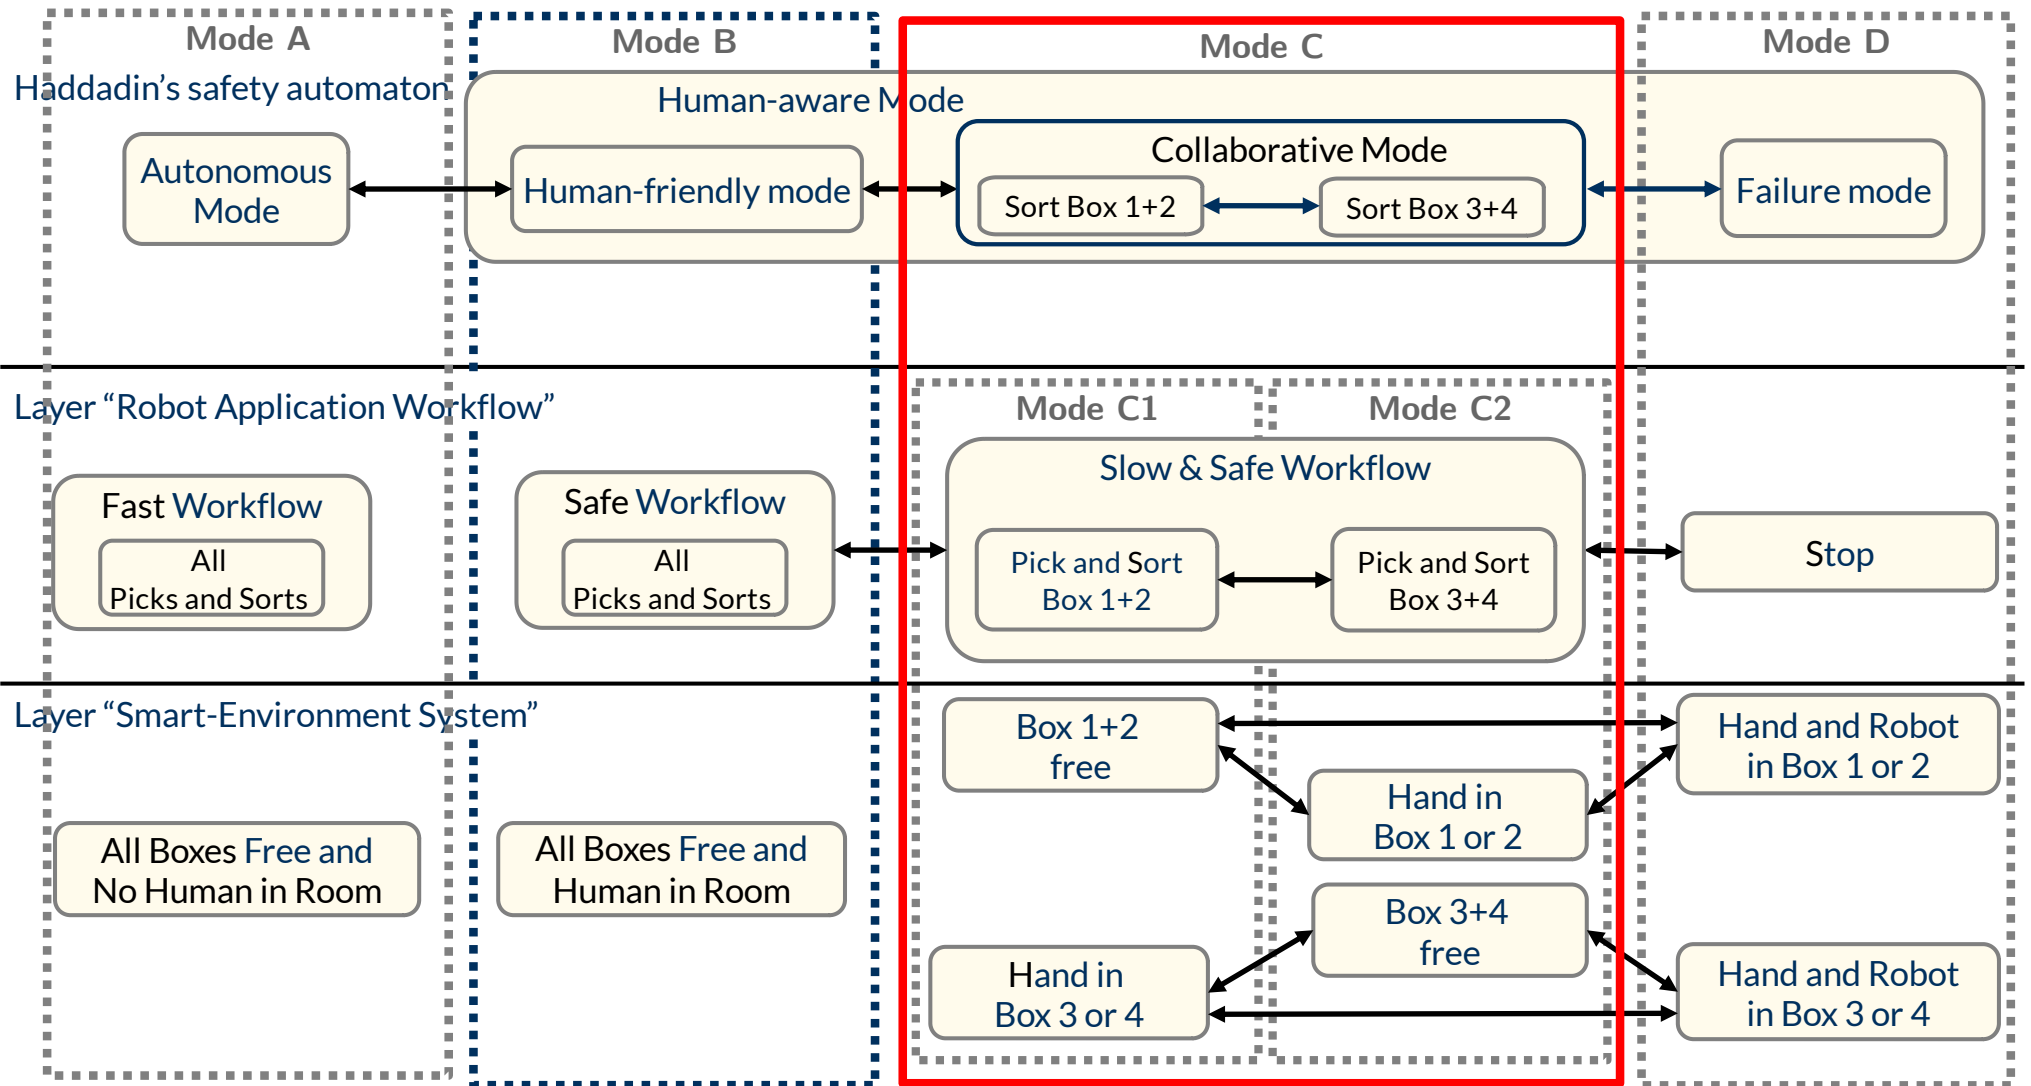 Mode A
Mode B
Mode C
Mode D
Haddadin's safety automaton
Human-aware Mode
Autonomous
Mode
Human-friendly mode
Collaborative Mode
Sort Box 1+2
Sort Box 3+4
Failure mode
Layer “Robot Application Workflow”
Mode C1
Mode C2
Fast Workflow
All
Picks and Sorts
Safe Workflow
All
Picks and Sorts
Slow & Safe Workflow
Pick and Sort
Box 1+2
Pick and Sort
Box 3+4
Stop
Layer “Smart-Environment System”
Box 1+2
free
Hand and Robot
in Box 1 or 2
Hand in
Box 1 or 2
All Boxes Free and
No Human in Room
All Boxes Free and
Human in Room
Box 3+4
free
Hand in
Box 3 or 4
Hand and Robot
in Box 3 or 4